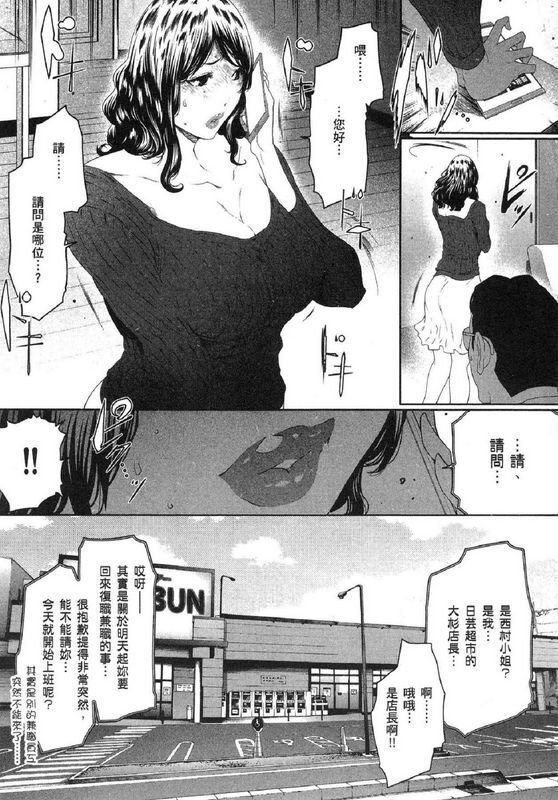 喂…
…您好…
請……
請問是哪位…?
…請、
請問…
!!
是西村小姐?
是我…
日芸超市的
大杉店長。
啊…
哦哦…
是店長啊!!
BUN
哎呀——
其實是關於明天起妳要
回來復職兼職的事…
很抱歉提得非常突然,
能不能請妳…
今天就開始上班呢?
其實是別的兼職員工
突然不能來了……